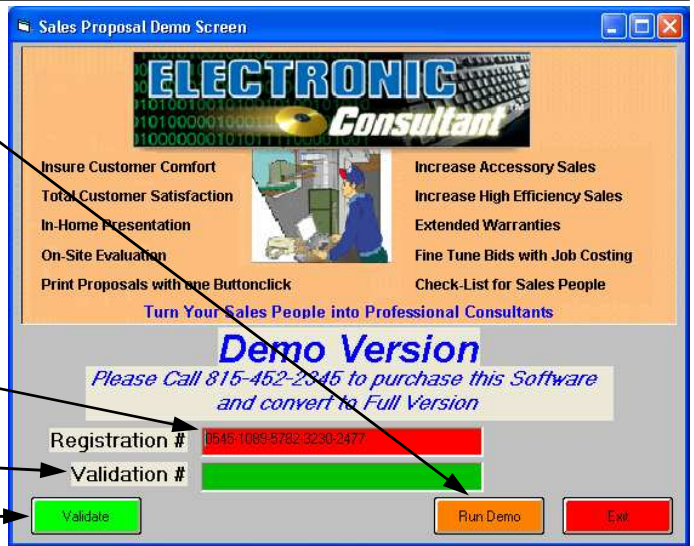 Sales Proposal Demo Screen
ELECTRONIC
Consultant
Insure Customer Comfort
Total Customer Satisfaction
In-Home Presentation
On-Site Evaluation
Print Proposals with one Buttonclick
Increase Accessory Sales
Increase High Efficiency Sales
Extended Warranties
Fine Tune Bids with Job Costing
Check-List for Sales People
Turn Your Sales People into Professional Consultants
Demo Version
Please Call 815-452-2345 to purchase this Software
and convert to Full Version
Registration # 0545-1089-5782-3230-2477
Validation #
Validate Run Demo Exit